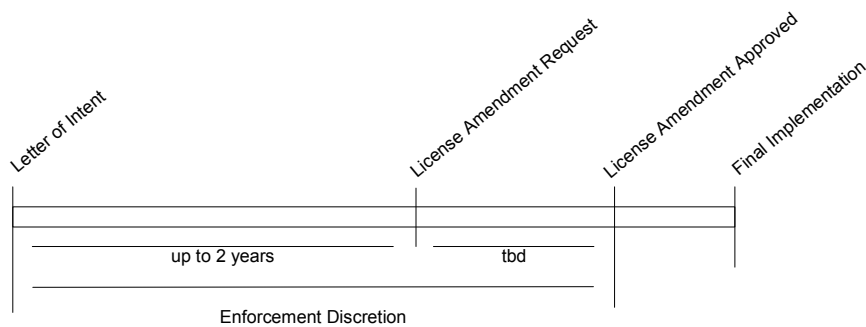 Letter of Intent
License Amendment Request
License Amendment Approved
Final Implementation
up to 2 years
tbd
Enforcement Discretion